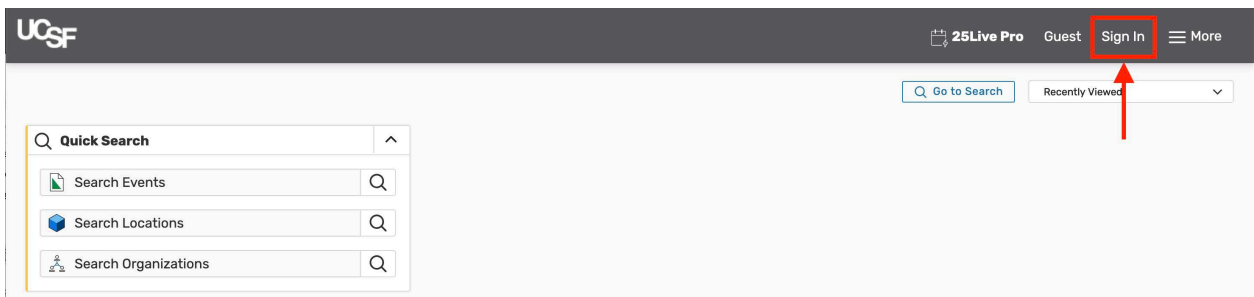 UCSF
25Live Pro Guest Sign In More
Go to Search Recently Viewed
Quick Search
Search Events
Search Locations
Search Organizations